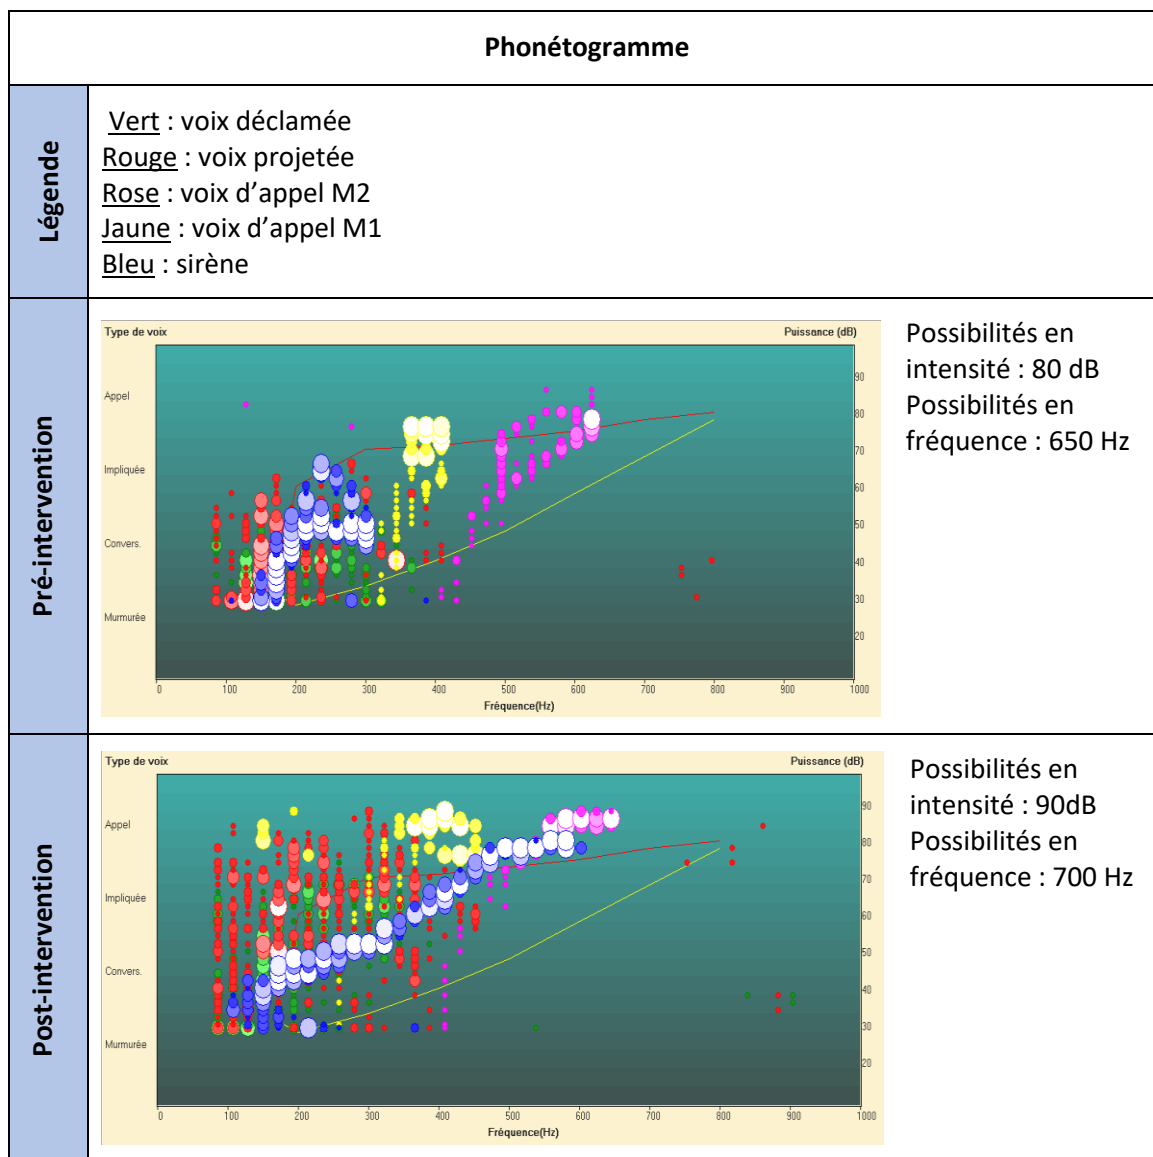 Phonétogramme
Légende
Vert : voix déclamée
Rouge : voix projetée
Rose : voix d’appel M2
Jaune : voix d’appel M1
Bleu : sirène
Pré-intervention
Type de voix
Puissance (dB)
Appel
Impliquée
Convers.
Murmurée
90
80
70
60
50
40
30
20
0 100 200 300 400 500 600 700 800 900 1000
Fréquence(Hz)
Possibilités en
intensité : 80 dB
Possibilités en
fréquence : 650 Hz
Post-intervention
Type de voix
Puissance (dB)
Appel
Impliquée
Convers.
Murmurée
90
80
70
60
50
40
30
20
0 100 200 300 400 500 600 700 800 900 1000
Fréquence(Hz)
Possibilités en
intensité : 90dB
Possibilités en
fréquence : 700 Hz